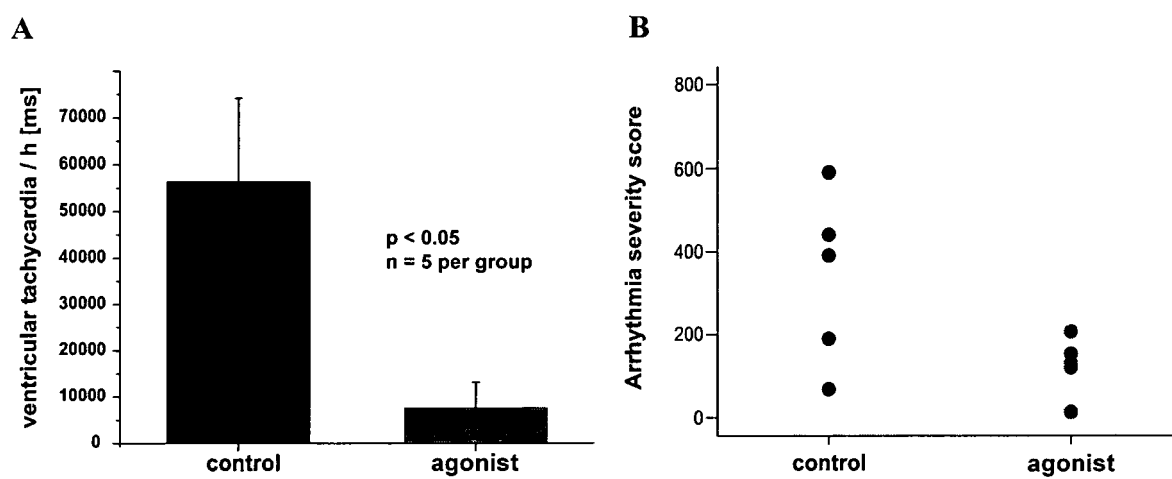 A
ventricular tachycardia / h [ms]
70000
60000
50000
40000
30000
20000
10000
0
p < 0.05
n = 5 per group
control
agonist
B
Arrhythmia severity score
800
600
400
200
0
control
agonist